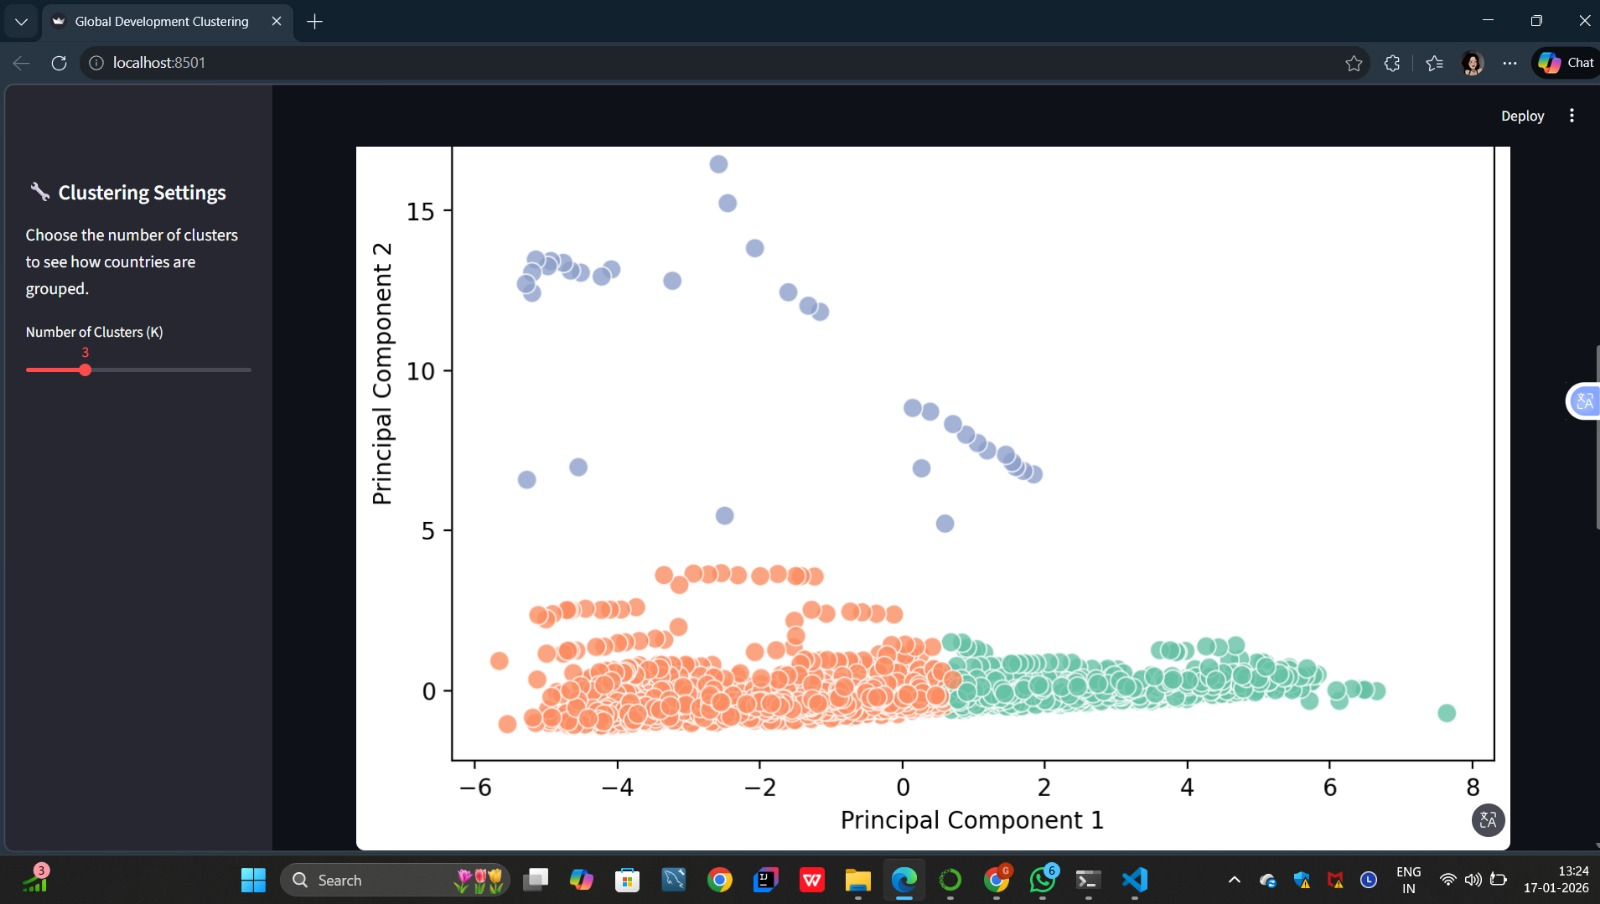 Global Development Clustering
localhost:8501
Chat
Deploy
🔧 Clustering Settings
Choose the number of clusters
to see how countries are
grouped.
Number of Clusters (K)
3
15
10
5
0
Principal Component 2
−6 −4 −2 0 2 4 6 8
Principal Component 1
3
Search
G
6
ENG
IN
13:24
17-01-2026